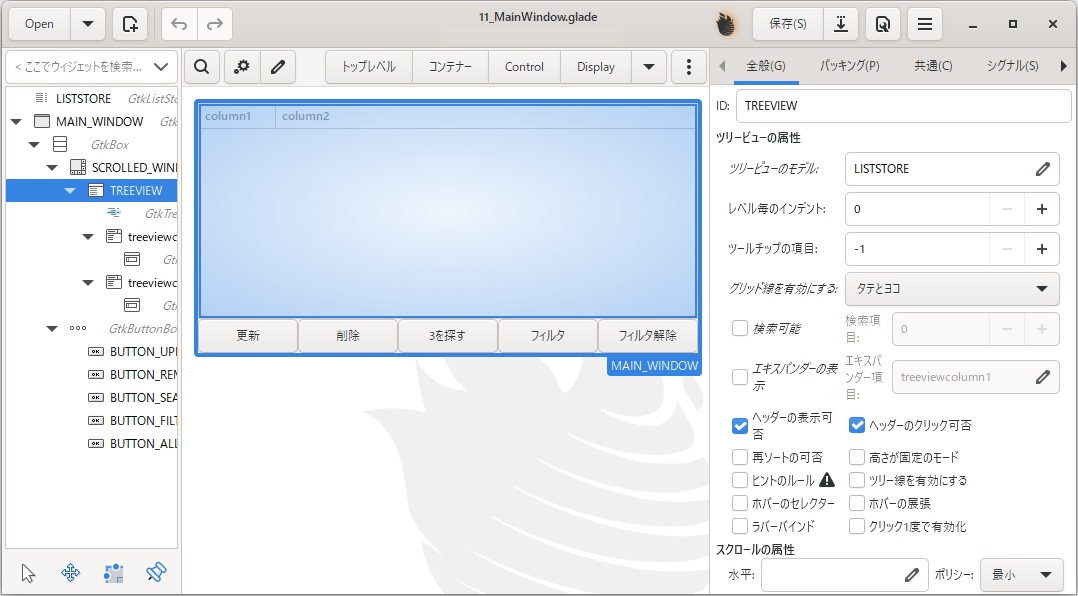 Open
11_MainWindow.glade
保存(S)
< ここでウィジェットを検索...
トップレベル
コンテナー
Control
Display
全般(G)
パッキング(P)
共通(C)
シグナル(S)
LISTSTORE GtkListSto
MAIN_WINDOW Gtk
GtkBox
SCROLLED_WIN
TREEVIEW
GtkTre
treeviewc
Gt
treeviewc
Gt
GtkButtonBo
BUTTON_UP
BUTTON_REM
BUTTON_SEA
BUTTON_FILT
BUTTON_ALL
column1
column2
更新
削除
3を探す
フィルタ
フィルタ解除
MAIN_WINDOW
ID: TREEVIEW
ツリービューの属性
ツリービューのモデル: LISTSTORE
レベル毎のインデント: 0
ツールチップの項目: -1
グリッド線を有効にする: タテとヨコ
検索可能
検索項
目:
0
エキスパンダーの表
示
エキスパ
ンダー項
目:
treeviewcolumn1
ヘッダーの表示可
否
ヘッダーのクリック可否
再ソートの可否
高さが固定のモード
ヒントのルール
ツリー線を有効にする
ホバーのセレクター
ホバーの展張
ラバーバインド
クリック1度で有効化
スクロールの属性
水平:
ポリシー: 最小